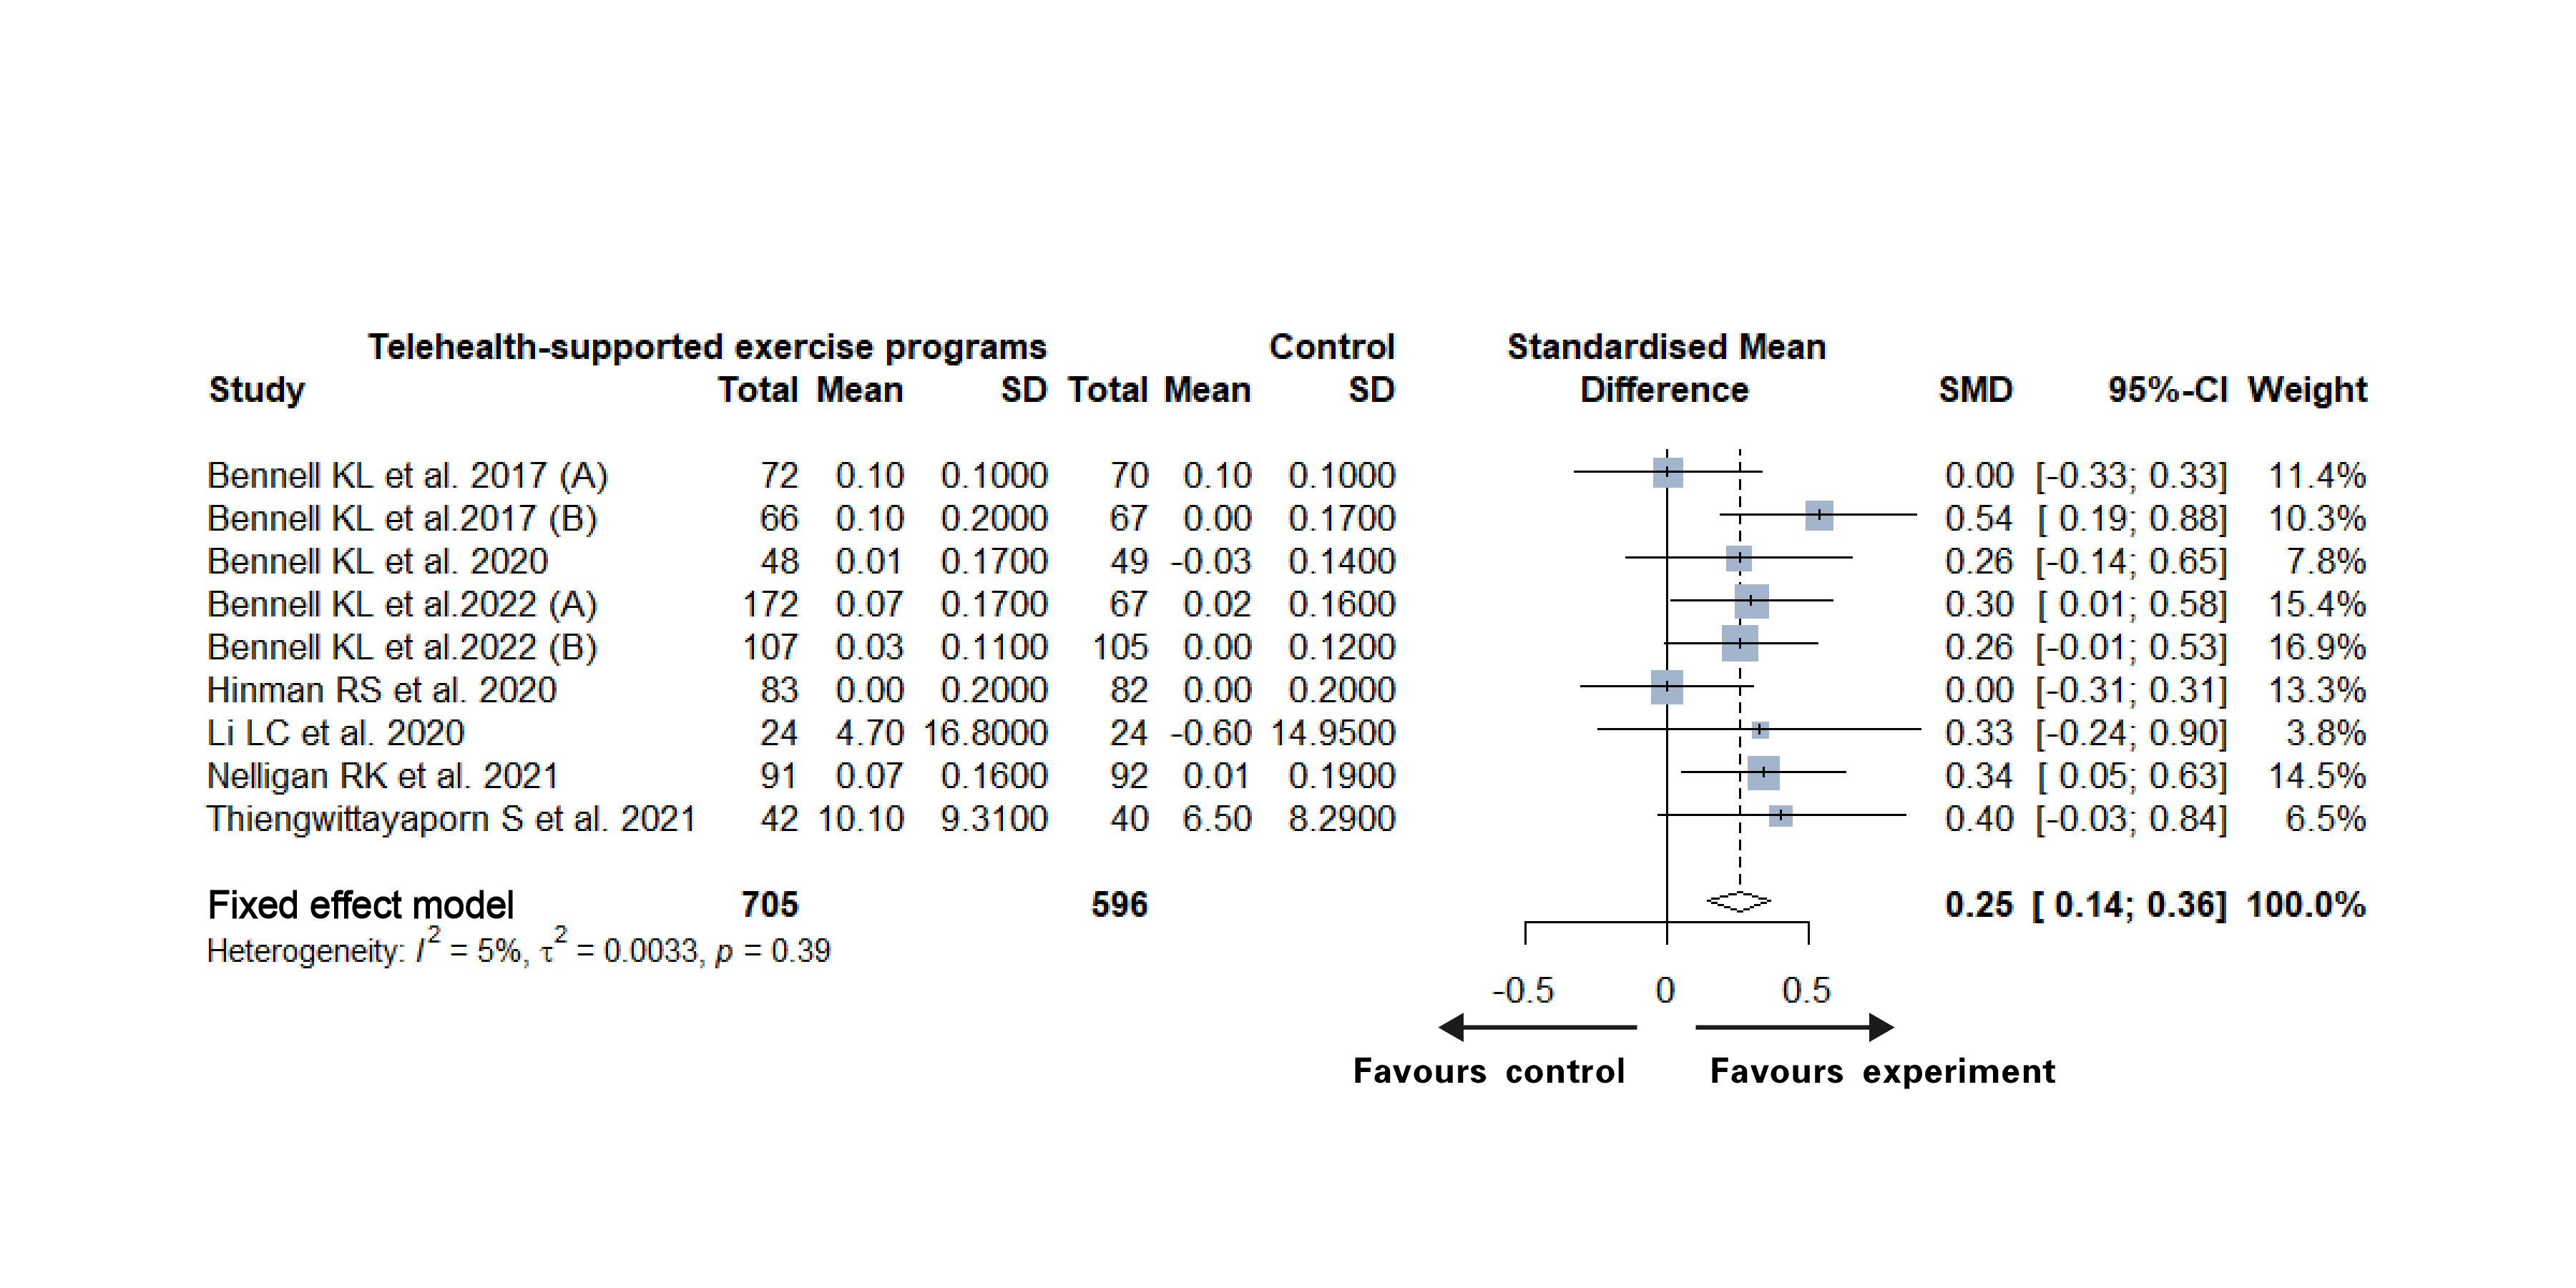 Telehealth-supported exercise programs Control Standardised Mean
Study Total Mean SD Total Mean SD Difference SMD 95%-CI Weight
Bennell KL et al. 2017 (A) 72 0.10 0.1000 70 0.10 0.1000 0.00 [-0.33; 0.33] 11.4%
Bennell KL et al.2017 (B) 66 0.10 0.2000 67 0.00 0.1700 0.54 [ 0.19; 0.88] 10.3%
Bennell KL et al. 2020 48 0.01 0.1700 49 -0.03 0.1400 0.26 [-0.14; 0.65] 7.8%
Bennell KL et al.2022 (A) 172 0.07 0.1700 67 0.02 0.1600 0.30 [ 0.01; 0.58] 15.4%
Bennell KL et al.2022 (B) 107 0.03 0.1100 105 0.00 0.1200 0.26 [-0.01; 0.53] 16.9%
Hinman RS et al. 2020 83 0.00 0.2000 82 0.00 0.2000 0.00 [-0.31; 0.31] 13.3%
Li LC et al. 2020 24 4.70 16.8000 24 -0.60 14.9500 0.33 [-0.24; 0.90] 3.8%
Nelligan RK et al. 2021 91 0.07 0.1600 92 0.01 0.1900 0.34 [ 0.05; 0.63] 14.5%
Thiengwittayaporn S et al. 2021 42 10.10 9.3100 40 6.50 8.2900 0.40 [-0.03; 0.84] 6.5%
Fixed effect model 705 596 0.25 [ 0.14; 0.36] 100.0%
Heterogeneity: I² = 5%, τ² = 0.0033, p = 0.39
-0.5 0 0.5
Favours control Favours experiment